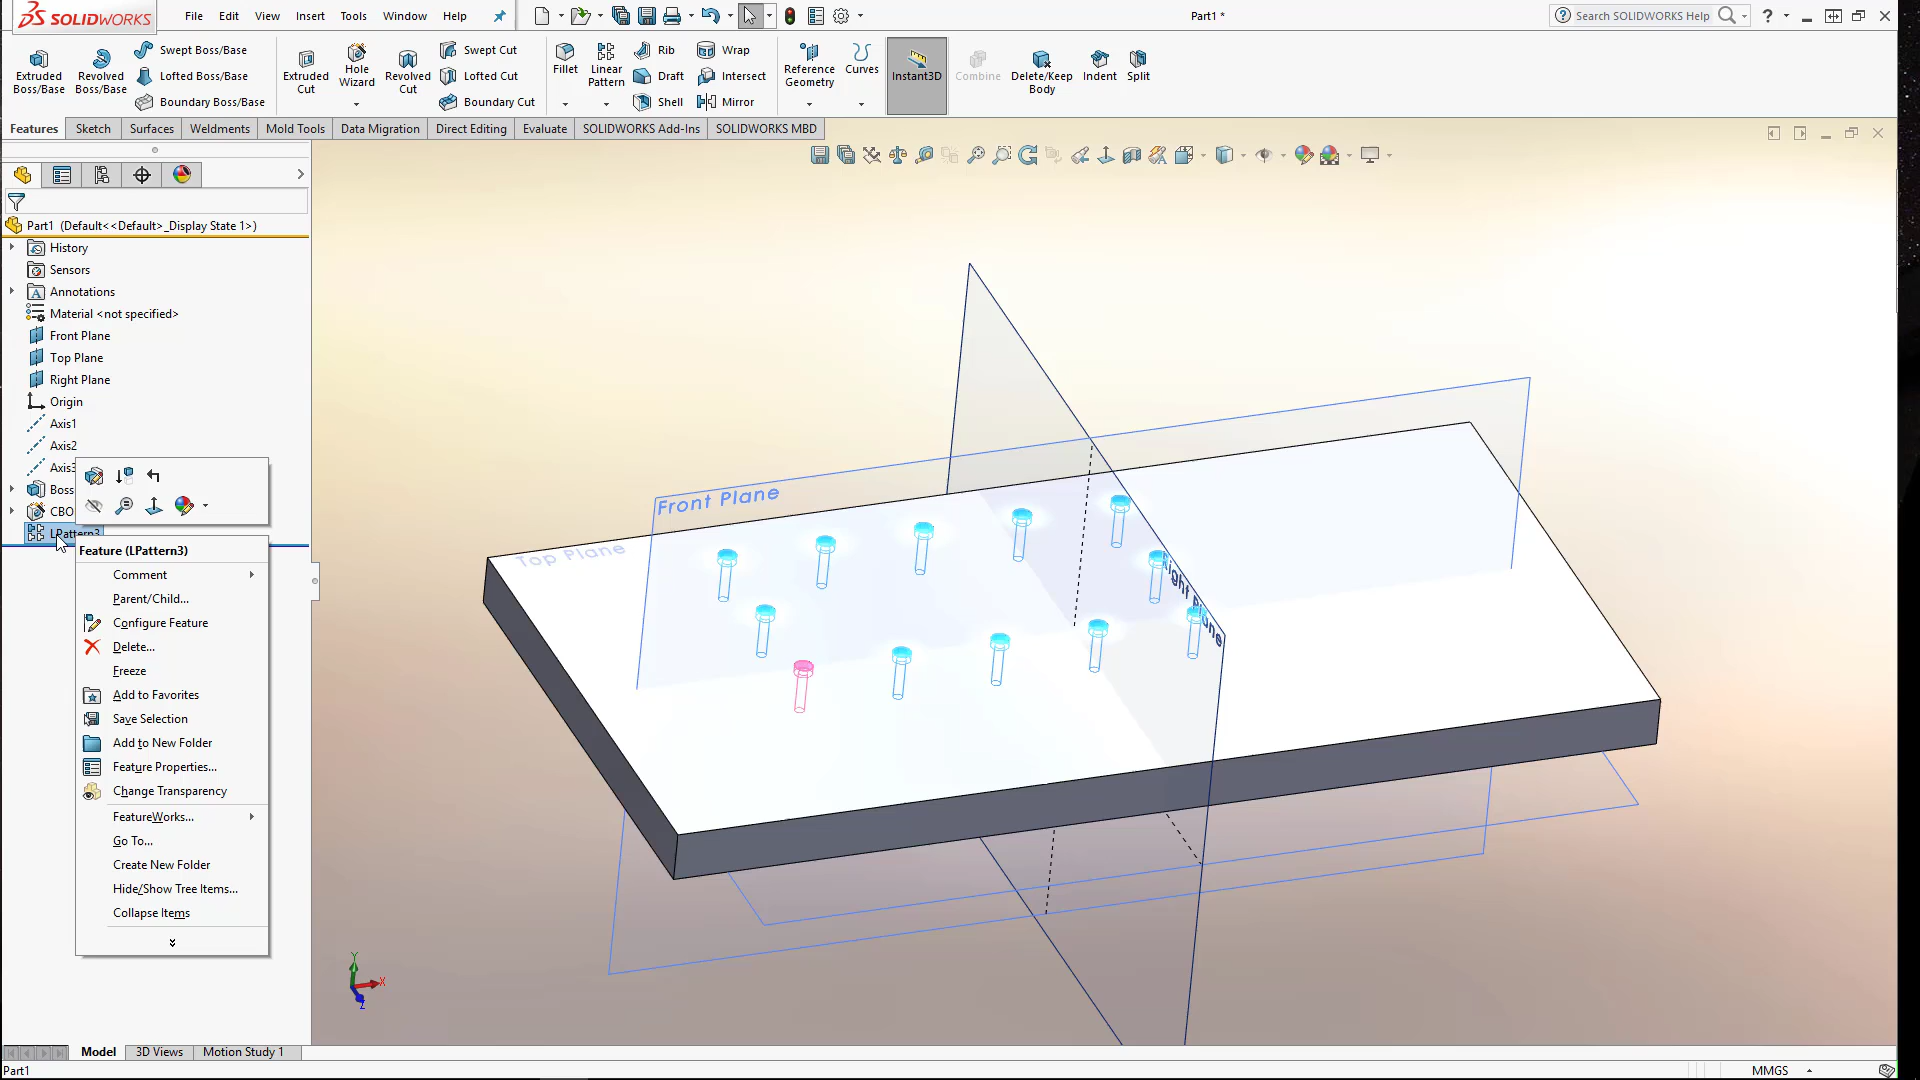 SOLIDWORKS File Edit View Insert Tools Window Help Part1 * Search SOLIDWORKS Help ?
Extruded Boss/Base
Revolved Boss/Base
Swept Boss/Base
Lofted Boss/Base
Boundary Boss/Base
Extruded Cut
Hole Wizard
Revolved Cut
Swept Cut
Lofted Cut
Boundary Cut
Fillet
Linear Pattern
Rib
Draft
Shell
Wrap
Intersect
Mirror
Reference Geometry
Curves
Instant3D
Combine
Delete/Keep Body
Indent
Split
Features Sketch Surfaces Weldments Mold Tools Data Migration Direct Editing Evaluate SOLIDWORKS Add-Ins SOLIDWORKS MBD
Part1 (Default<<Default>_Display State 1>)
History
Sensors
Annotations
Material <not specified>
Front Plane
Top Plane
Right Plane
Origin
Axis1
Axis2
Axis3
Boss
CBO
LPattern3
Feature (LPattern3)
Comment
Parent/Child...
Configure Feature
Delete...
Freeze
Add to Favorites
Save Selection
Add to New Folder
Feature Properties...
Change Transparency
FeatureWorks...
Go To...
Create New Folder
Hide/Show Tree Items...
Collapse Items
Front Plane
Top Plane
Right Plane
Y
X
Z
Model 3D Views Motion Study 1
Part1 MMGS